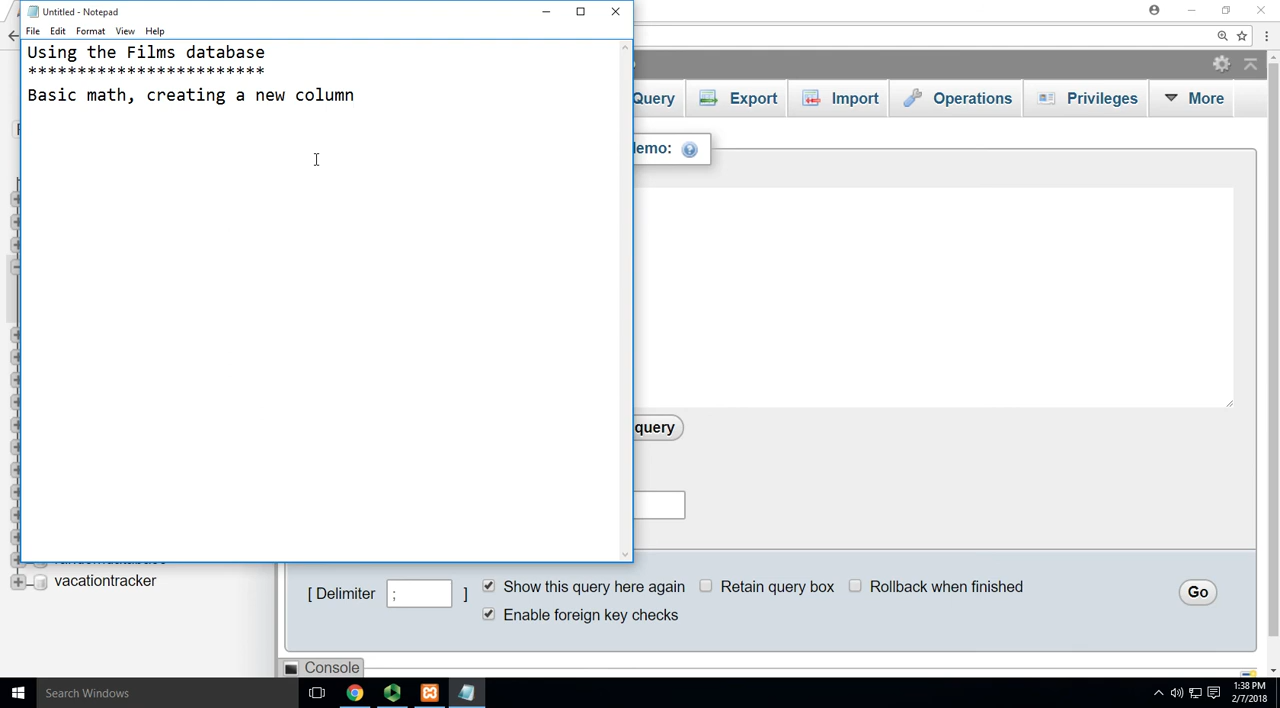 Untitled - Notepad
File Edit Format View Help
Using the Films database
************************
Basic math, creating a new column
Query Export Import Operations Privileges More
emo:
query
vacationtracker
[ Delimiter ; ] Show this query here again Retain query box Rollback when finished Go
Enable foreign key checks
Console
Search Windows
1:38 PM
2/7/2018